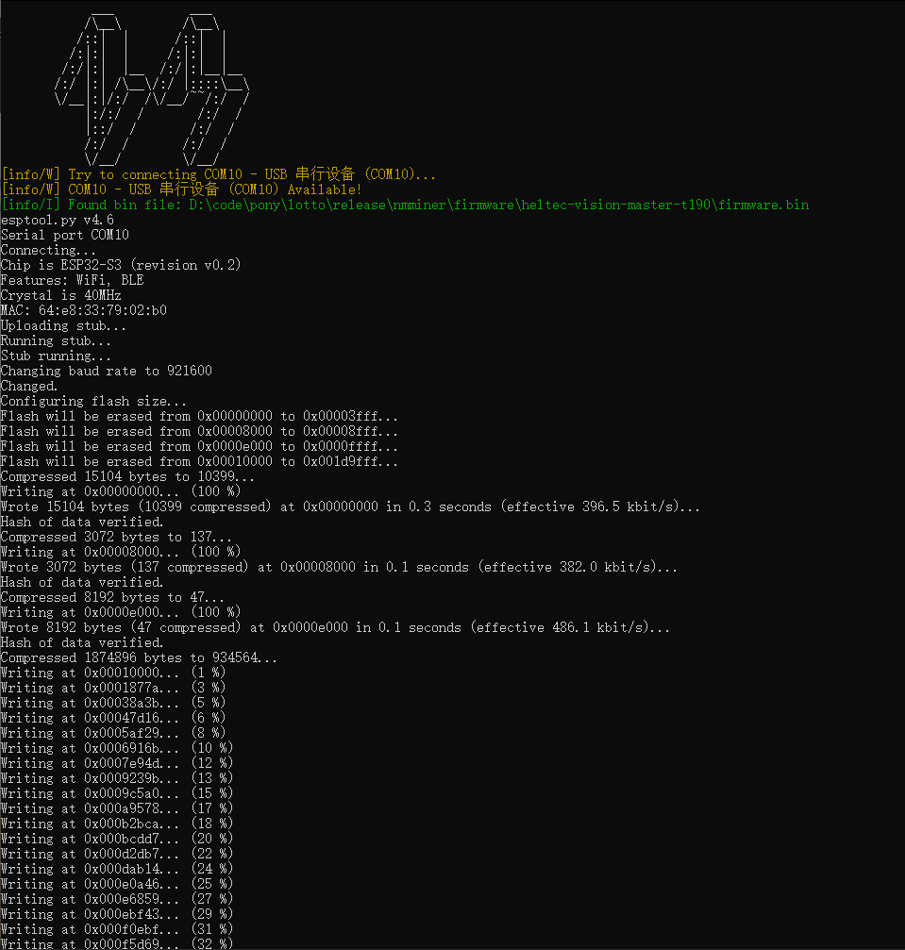 [info/W] Try to connecting COM10 - USB 串行设备 (COM10)...
[info/W] COM10 - USB 串行设备 (COM10) Available!
[info/I] Found bin file: D:\code\pony\lotto\release\nmminer\firmware\heltec-vision-master-t190\firmware.bin
esptool.py v4.6
Serial port COM10
Connecting...
Chip is ESP32-S3 (revision v0.2)
Features: WiFi, BLE
Crystal is 40MHz
MAC: 64:e8:33:79:02:b0
Uploading stub...
Running stub...
Stub running...
Changing baud rate to 921600
Changed.
Configuring flash size...
Flash will be erased from 0x00000000 to 0x00003fff...
Flash will be erased from 0x00008000 to 0x00008fff...
Flash will be erased from 0x0000e000 to 0x0000ffff...
Flash will be erased from 0x00010000 to 0x001d9fff...
Compressed 15104 bytes to 10399...
Writing at 0x00000000... (100 %)
Wrote 15104 bytes (10399 compressed) at 0x00000000 in 0.3 seconds (effective 396.5 kbit/s)...
Hash of data verified.
Compressed 3072 bytes to 137...
Writing at 0x00008000... (100 %)
Wrote 3072 bytes (137 compressed) at 0x00008000 in 0.1 seconds (effective 382.0 kbit/s)...
Hash of data verified.
Compressed 8192 bytes to 47...
Writing at 0x0000e000... (100 %)
Wrote 8192 bytes (47 compressed) at 0x0000e000 in 0.1 seconds (effective 486.1 kbit/s)...
Hash of data verified.
Compressed 1874896 bytes to 934564...
Writing at 0x00010000... (1 %)
Writing at 0x0001877a... (3 %)
Writing at 0x00038a3b... (5 %)
Writing at 0x00047d16... (6 %)
Writing at 0x0005af29... (8 %)
Writing at 0x0006916b... (10 %)
Writing at 0x0007e94d... (12 %)
Writing at 0x0009239b... (13 %)
Writing at 0x0009c5a0... (15 %)
Writing at 0x000a9578... (17 %)
Writing at 0x000b2bca... (18 %)
Writing at 0x000bcdd7... (20 %)
Writing at 0x000d2db7... (22 %)
Writing at 0x000dab14... (24 %)
Writing at 0x000e0a46... (25 %)
Writing at 0x000e6859... (27 %)
Writing at 0x000ebf43... (29 %)
Writing at 0x000f0ebf... (31 %)
Writing at 0x000f5d69... (32 %)